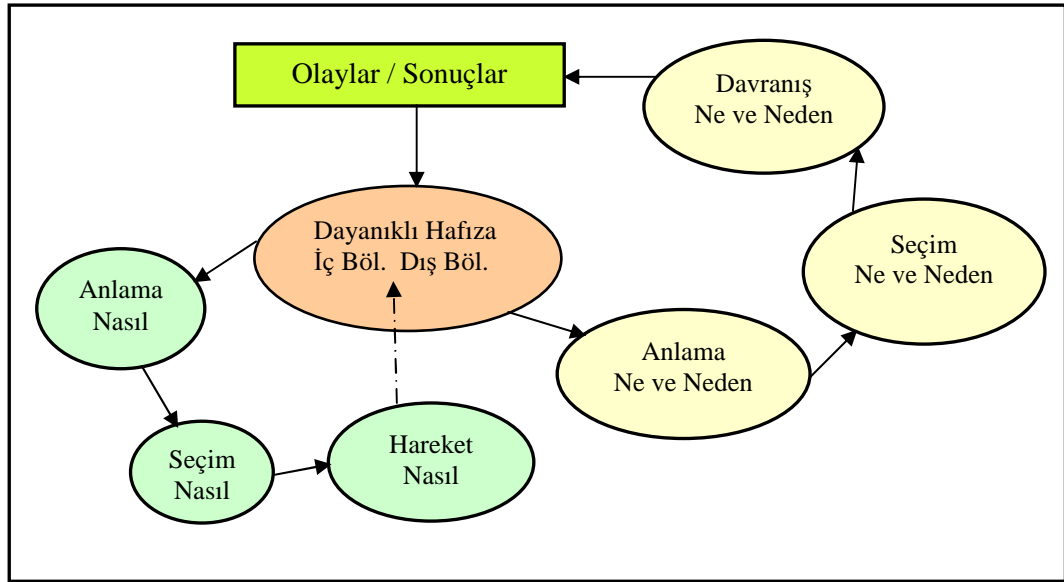 Olaylar / Sonuçlar
Davranış
Ne ve Neden
Dayanıklı Hafıza
İç Böl. Dış Böl.
Seçim
Ne ve Neden
Anlama
Nasıl
Anlama
Ne ve Neden
Seçim
Nasıl
Hareket
Nasıl